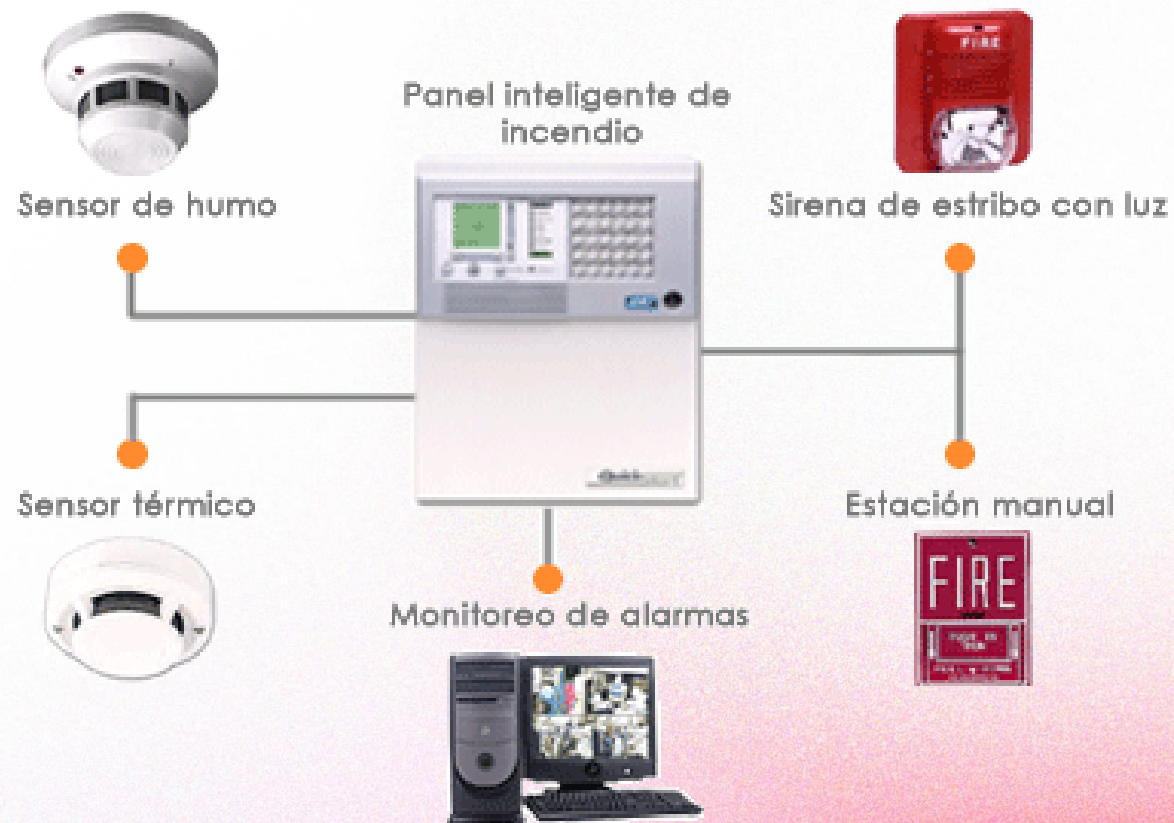 Panel inteligente de
incendio
FIRE
Sensor de humo
Sirena de estribo con luz
Sensor térmico
Estación manual
FIRE
Monitoreo de alarmas